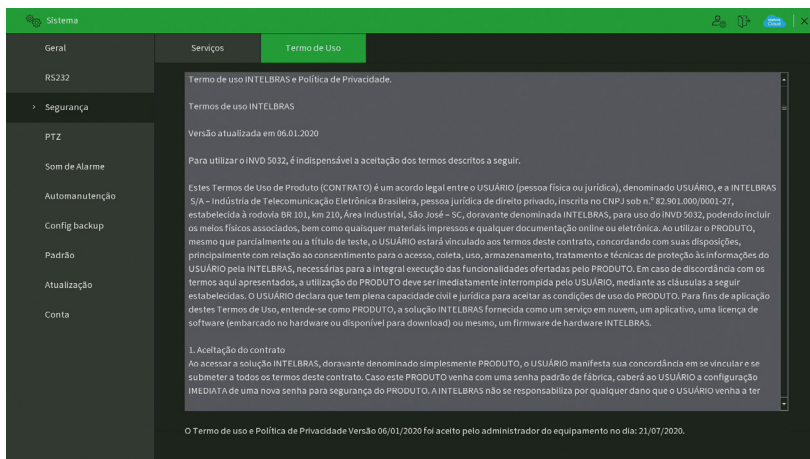 Sistema
Geral
RS232
Segurança
PTZ
Som de Alarme
Automanutenção
Config backup
Padrão
Atualização
Conta
Serviços
Termo de Uso
Termo de uso INTELBRAS e Política de Privacidade.
Termos de uso INTELBRAS
Versão atualizada em 06.01.2020
Para utilizar o iNVD 5032, é indispensável a aceitação dos termos descritos a seguir.
Estes Termos de Uso de Produto (CONTRATO) é um acordo legal entre o USUÁRIO (pessoa física ou jurídica), denominado USUÁRIO, e a INTELBRAS
S/A – Indústria de Telecomunicação Eletrônica Brasileira, pessoa jurídica de direito privado, inscrita no CNPJ sob n.º 82.901.000/0001-27,
estabelecida à rodovia BR 101, km 210, Área Industrial, São José – SC, doravante denominada INTELBRAS, para uso do iNVD 5032, podendo incluir
os meios físicos associados, bem como quaisquer materiais impressos e qualquer documentação online ou eletrônica. Ao utilizar o PRODUTO,
mesmo que parcialmente ou a título de teste, o USUÁRIO estará vinculado aos termos deste contrato, concordando com suas disposições,
principalmente com relação ao consentimento para o acesso, coleta, uso, armazenamento, tratamento e técnicas de proteção às informações do
USUÁRIO pela INTELBRAS, necessárias para a integral execução das funcionalidades ofertadas pelo PRODUTO. Em caso de discordância com os
termos aqui apresentados, a utilização do PRODUTO deve ser imediatamente interrompida pelo USUÁRIO, mediante as cláusulas a seguir
estabelecidas. O USUÁRIO declara que tem plena capacidade civil e jurídica para aceitar as condições de uso do PRODUTO. Para fins de aplicação
destes Termos de Uso, entende-se como PRODUTO, a solução INTELBRAS fornecida como um serviço em nuvem, um aplicativo, uma licença de
software (embarcado no hardware ou disponível para download) ou mesmo, um firmware de hardware INTELBRAS.
1. Aceitação do contrato
Ao acessar a solução INTELBRAS, doravante denominado simplesmente PRODUTO, o USUÁRIO manifesta sua concordância em se vincular e se
submeter a todos os termos deste contrato. Caso este PRODUTO venha com uma senha padrão de fábrica, caberá ao USUÁRIO a configuração
IMEDIATA de uma nova senha para segurança do PRODUTO. A INTELBRAS não se responsabiliza por qualquer dano que o USUÁRIO venha a ter
O Termo de uso e Política de Privacidade Versão 06/01/2020 foi aceito pelo administrador do equipamento no dia: 21/07/2020.